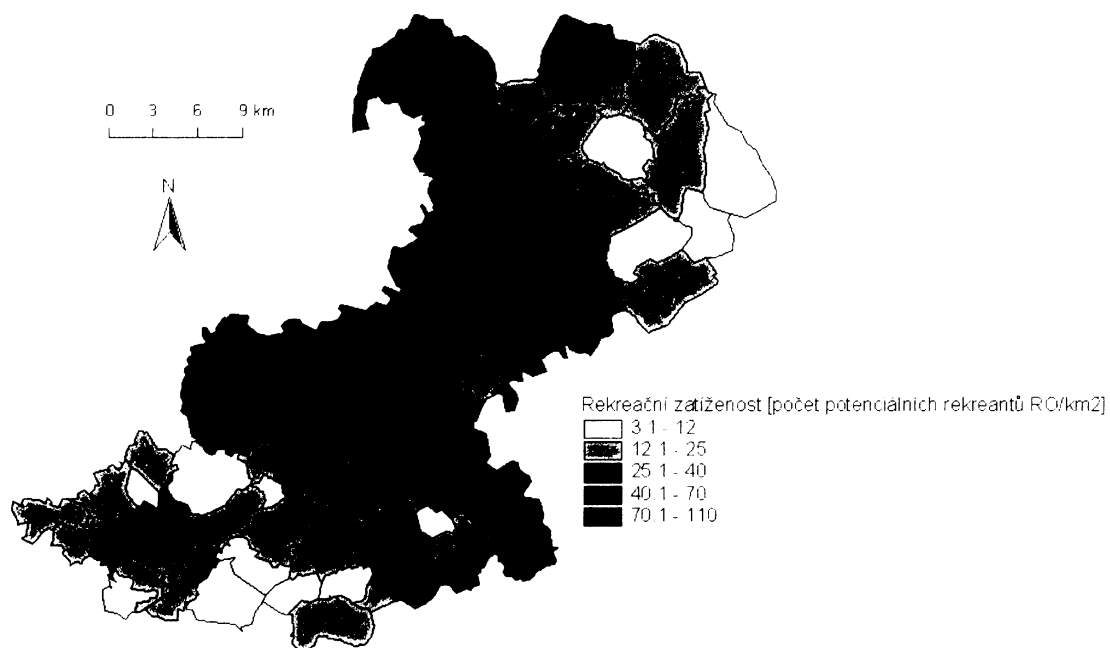 0 3 6 9 km
N
Rekreační zatíženost [počet potenciálních rekreantů RO/km2]
3.1 - 12
12.1 - 25
25.1 - 40
40.1 - 70
70.1 - 110